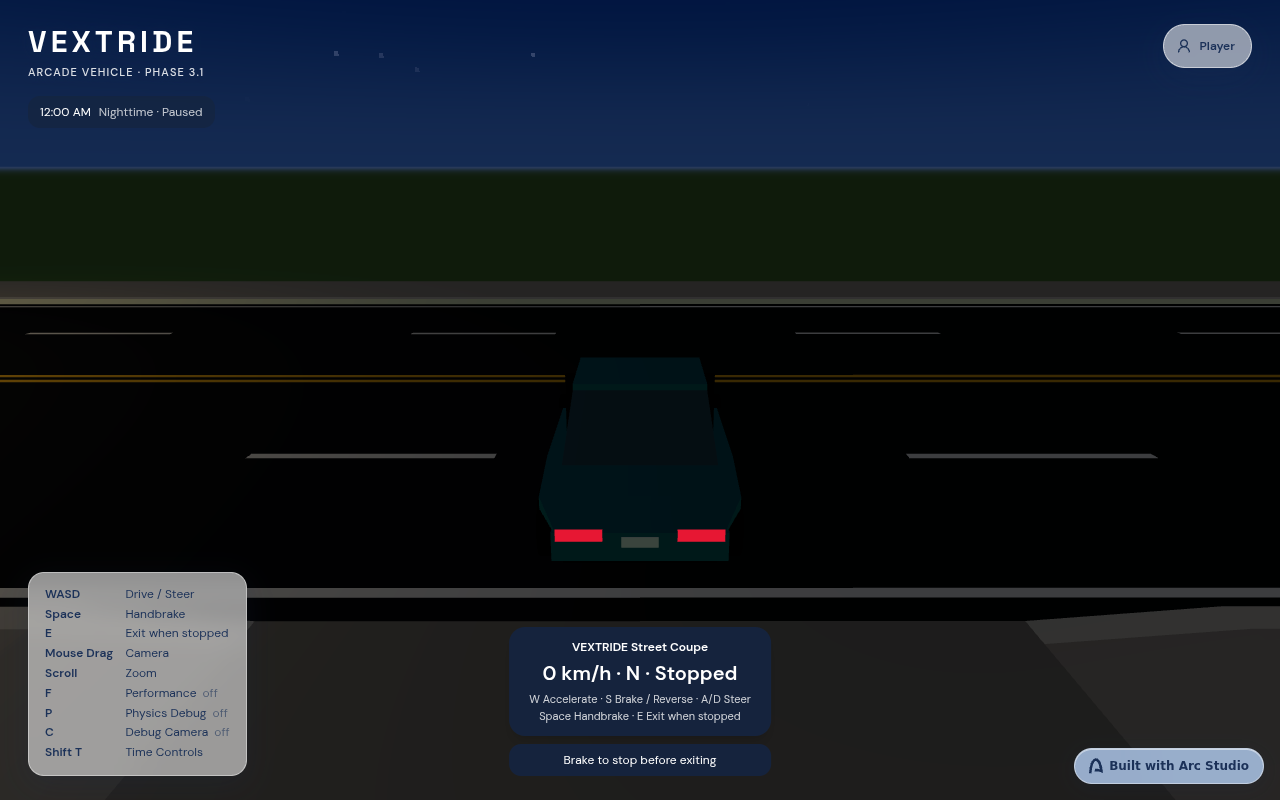 VEXTRIDE
ARCADE VEHICLE · PHASE 3.1
12:00 AM Nighttime · Paused
Player
WASD Drive / Steer
Space Handbrake
E Exit when stopped
Mouse Drag Camera
Scroll Zoom
F Performance off
P Physics Debug off
C Debug Camera off
Shift T Time Controls
VEXTRIDE Street Coupe
0 km/h · N · Stopped
W Accelerate · S Brake / Reverse · A/D Steer
Space Handbrake · E Exit when stopped
Brake to stop before exiting
Built with Arc Studio